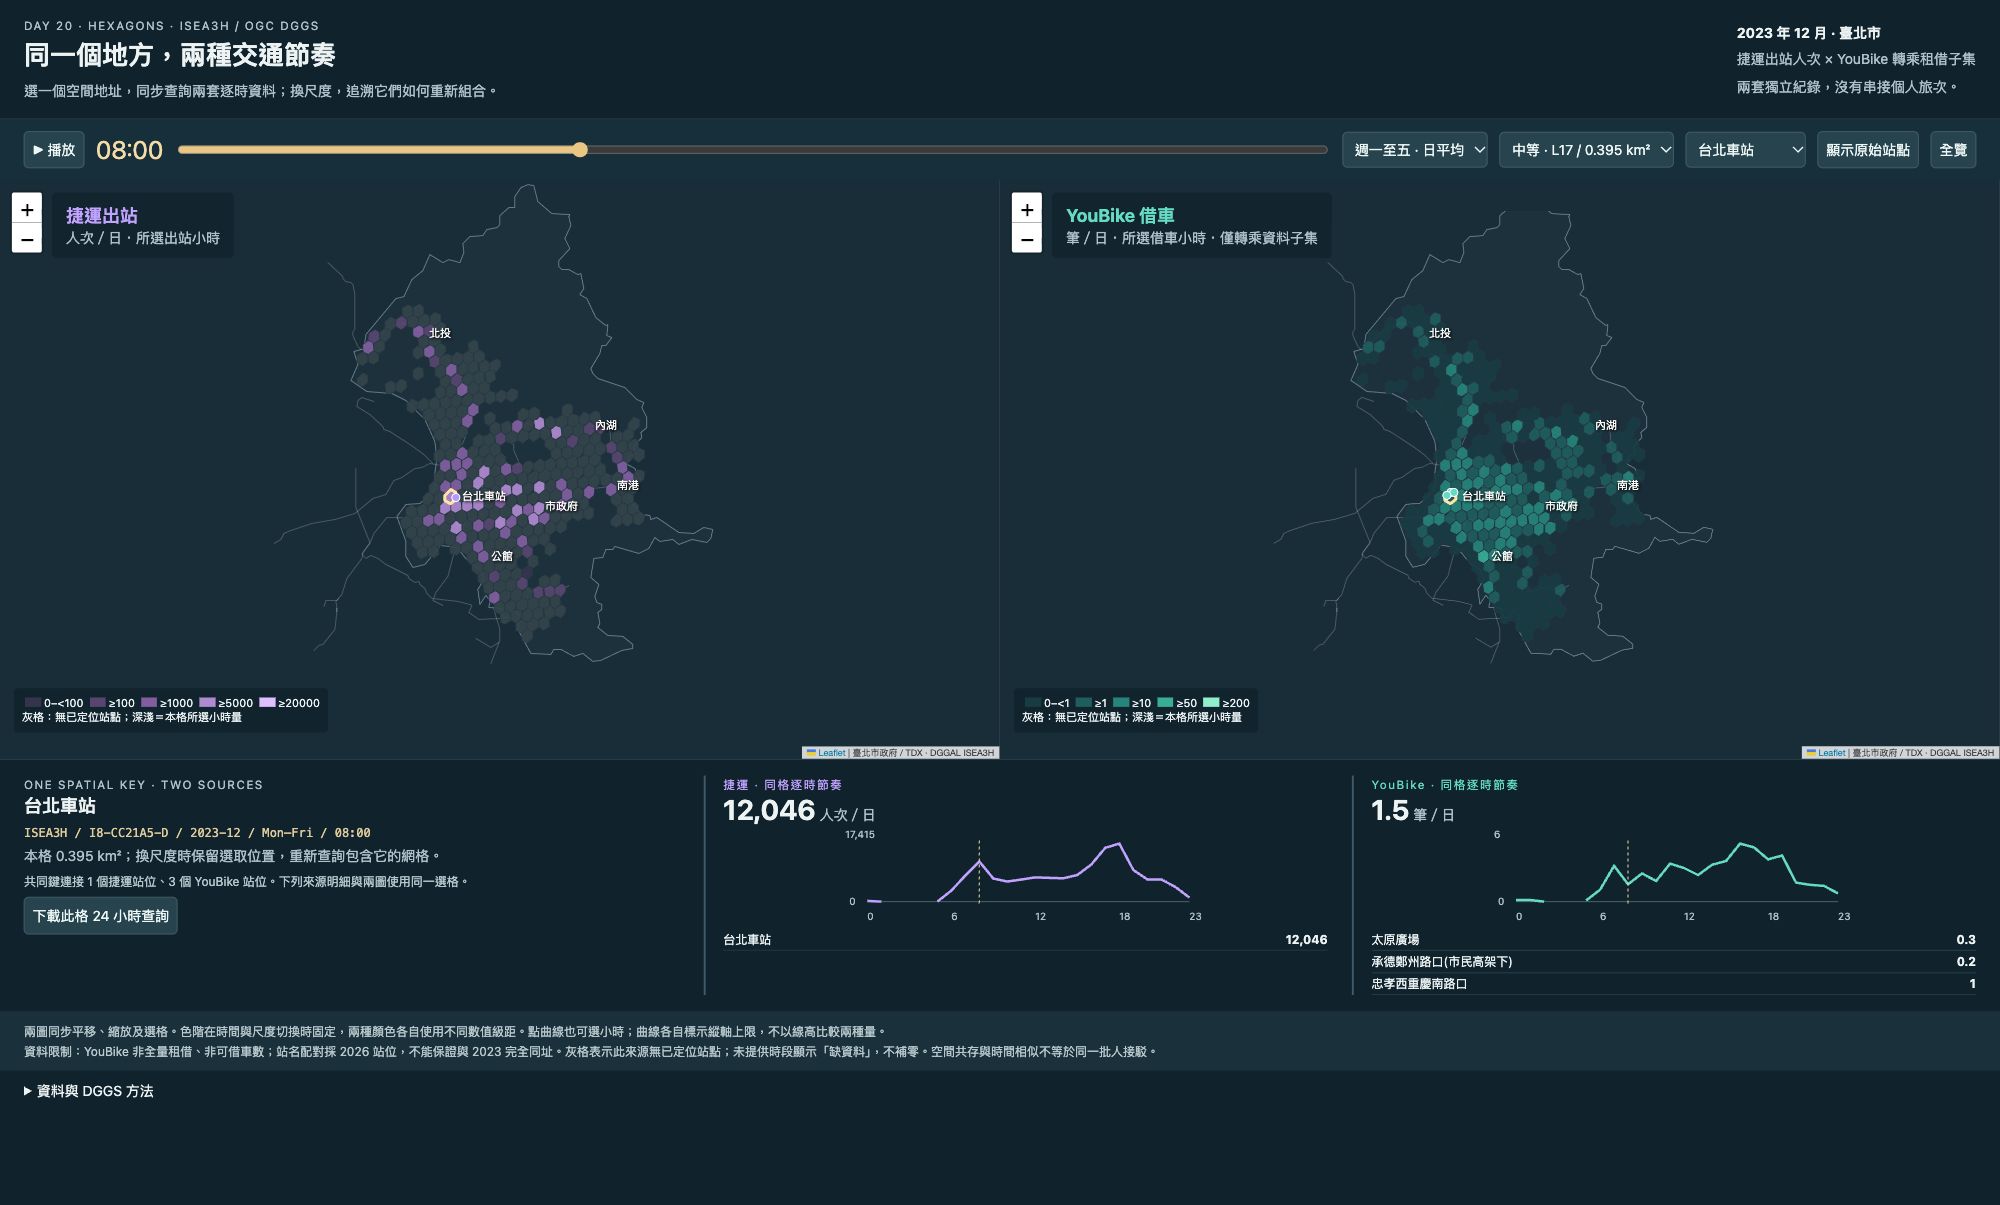 DAY 20 · HEXAGONS · ISEA3H / OGC DGGS
同一個地方，兩種交通節奏
選一個空間地址，同步查詢兩套逐時資料；換尺度，追溯它們如何重新組合。
2023 年 12 月 · 臺北市
捷運出站人次 × YouBike 轉乘租借子集
兩套獨立紀錄，沒有串接個人旅次。
▶ 播放
08:00
週一至五 · 日平均
中等 · L17 / 0.395 km²
台北車站
顯示原始站點
全覽
+
−
捷運出站
人次 / 日 · 所選出站小時
北投
內湖
南港
台北車站
市政府
公館
0–<100 ≥100 ≥1000 ≥5000 ≥20000
灰格：無已定位站點；深淺＝本格所選小時量
Leaflet | 臺北市政府 / TDX · DGGAL ISEA3H
+
−
YouBike 借車
筆 / 日 · 所選借車小時 · 僅轉乘資料子集
北投
內湖
南港
台北車站
市政府
公館
0–<1 ≥1 ≥10 ≥50 ≥200
灰格：無已定位站點；深淺＝本格所選小時量
Leaflet | 臺北市政府 / TDX · DGGAL ISEA3H
ONE SPATIAL KEY · TWO SOURCES
台北車站
ISEA3H / I8-CC21A5-D / 2023-12 / Mon–Fri / 08:00
本格 0.395 km²；換尺度時保留選取位置，重新查詢包含它的網格。
共同鍵連接 1 個捷運站位、3 個 YouBike 站位。下列來源明細與兩圖使用同一選格。
下載此格 24 小時查詢
捷運 · 同格逐時節奏
12,046 人次 / 日
17,415
0
0 6 12 18 23
台北車站 12,046
YouBike · 同格逐時節奏
1.5 筆 / 日
6
0
0 6 12 18 23
太原廣場 0.3
承德鄭州路口(市民高架下) 0.2
忠孝西重慶南路口 1
兩圖同步平移、縮放及選格。色階在時間與尺度切換時固定，兩種顏色各自使用不同數值級距。點曲線也可選小時；曲線各自標示縱軸上限，不以線高比較兩種量。
資料限制：YouBike 非全量租借、非可借車數；站名配對採 2026 站位，不能保證與 2023 完全同址。灰格表示此來源無已定位站點；未提供時段顯示「缺資料」，不補零。空間共存與時間相似不等於同一批人接駁。
▶ 資料與 DGGS 方法